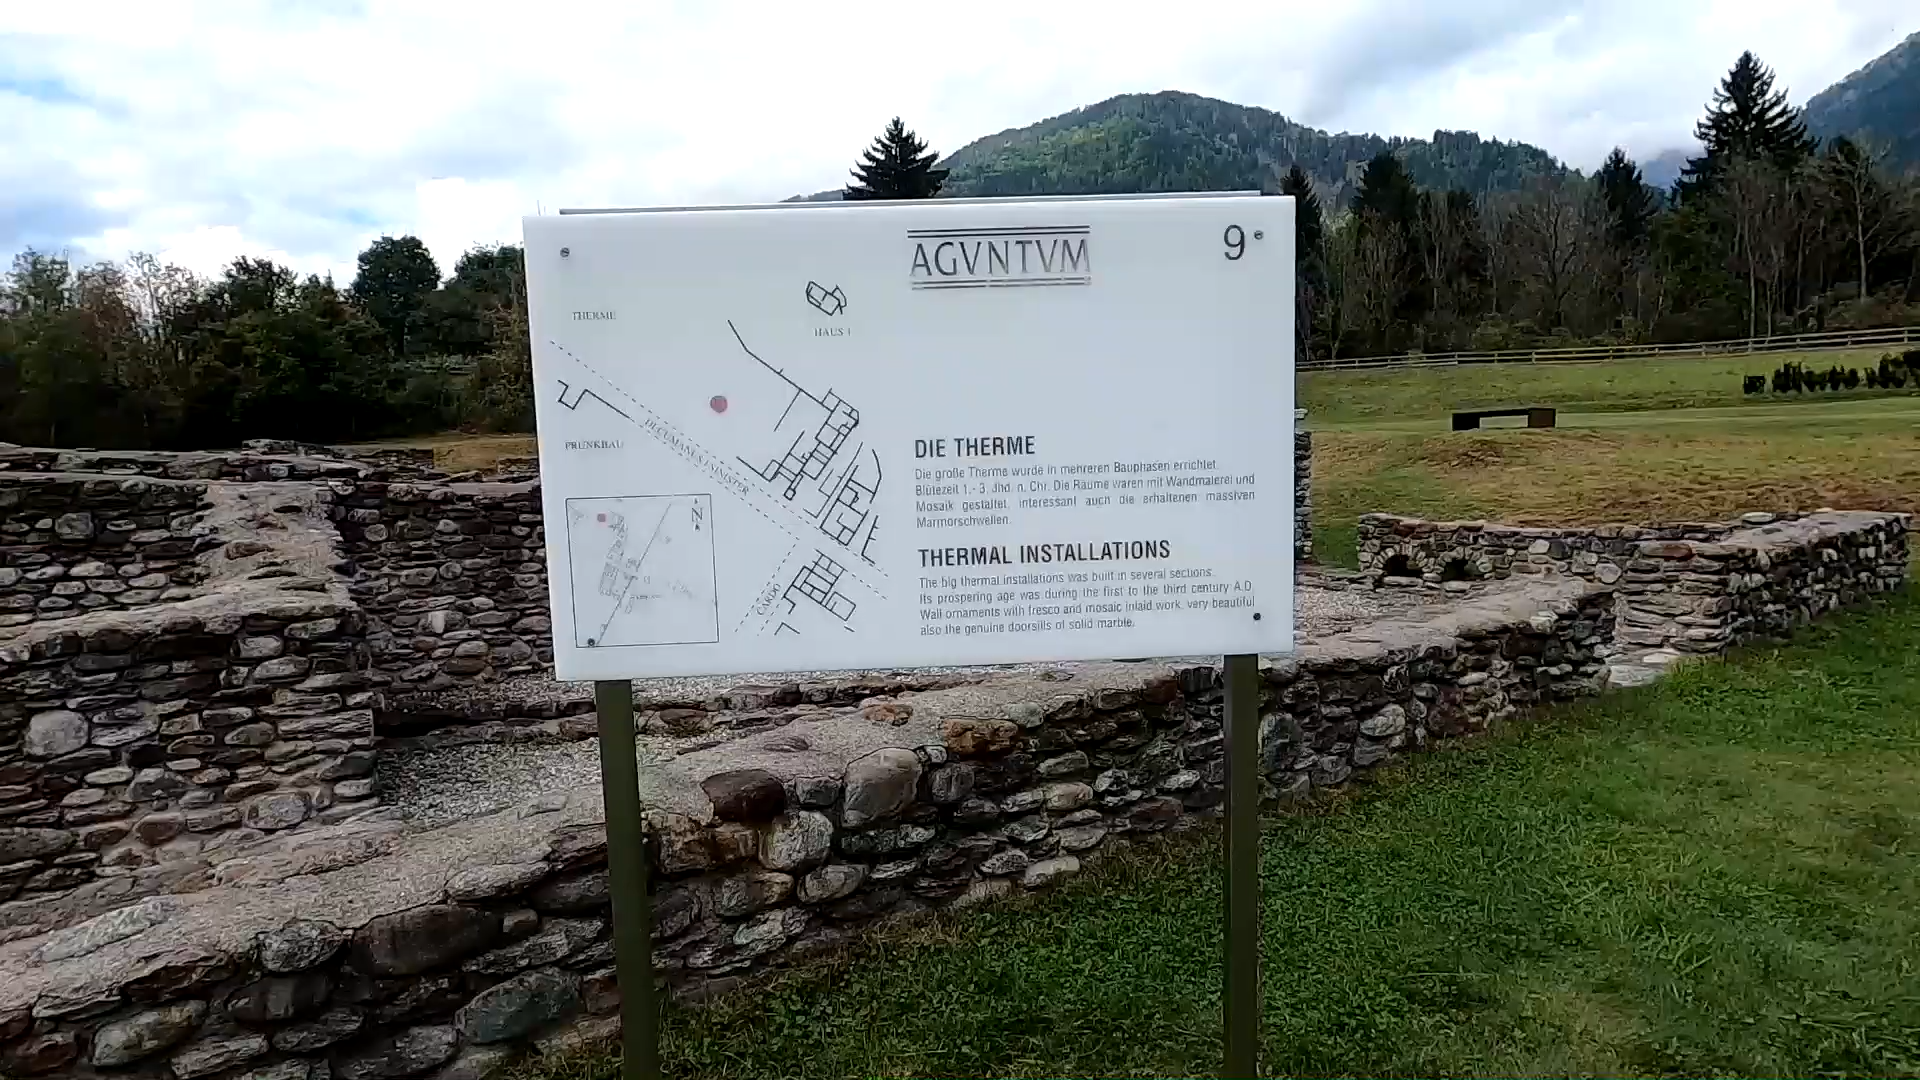 AGVNTVM
9
THERME
HAUS 1
PRUNKBAU
DECUMANUS I SINISTER
CARDO
N
DIE THERME
Die große Therme wurde in mehreren Bauphasen errichtet.
Blütezeit 1.- 3. Jhd. n. Chr. Die Räume waren mit Wandmalerei und
Mosaik gestaltet, interessant auch die erhaltenen massiven
Marmorschwellen.
THERMAL INSTALLATIONS
The big thermal installations was built in several sections.
Its prospering age was during the first to the third century A.D.
Wall ornaments with fresco and mosaic inlaid work, very beautiful
also the genuine doorsills of solid marble.